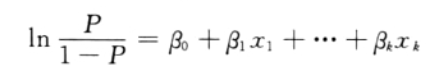 ln P / 1 − P = β₀ + β₁x₁ + ⋯ + βₖxₖ